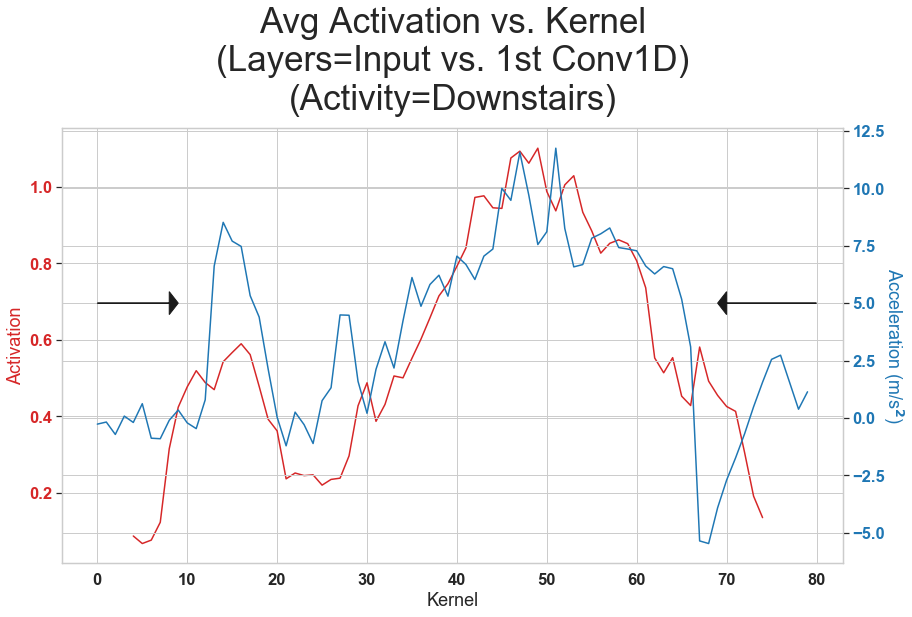 Avg Activation vs. Kernel
(Layers=Input vs. 1st Conv1D)
(Activity=Downstairs)
Activation
1.0
0.8
0.6
0.4
0.2
12.5
10.0
7.5
5.0
2.5
0.0
−2.5
−5.0
Acceleration (m/s²)
0 10 20 30 40 50 60 70 80
Kernel